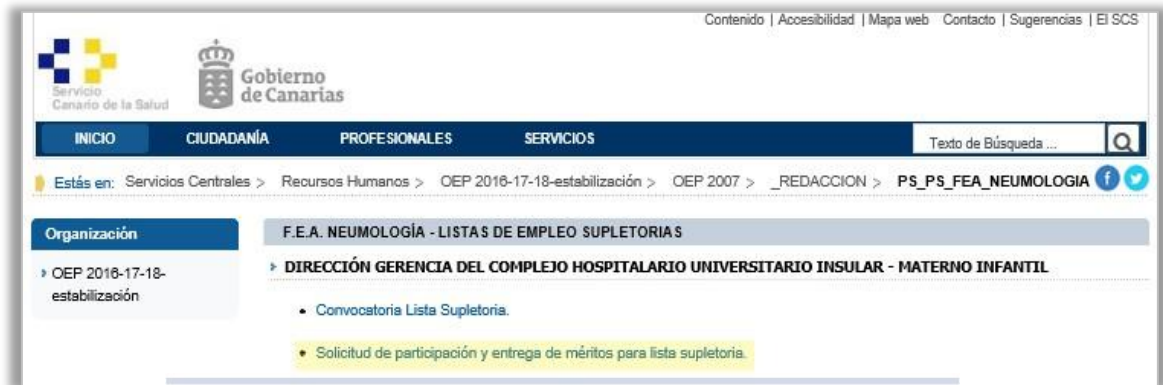 Contenido | Accesibilidad | Mapa web Contacto | Sugerencias | El SCS
Servicio
Canario de la Salud
Gobierno
de Canarias
INICIO CIUDADANÍA PROFESIONALES SERVICIOS Texto de Búsqueda ...
Estás en: Servicios Centrales > Recursos Humanos > OEP 2016-17-18-estabilización > OEP 2007 > _REDACCION > PS_PS_FEA_NEUMOLOGIA
Organización
OEP 2016-17-18-
estabilización
F.E.A. NEUMOLOGÍA - LISTAS DE EMPLEO SUPLETORIAS
DIRECCIÓN GERENCIA DEL COMPLEJO HOSPITALARIO UNIVERSITARIO INSULAR - MATERNO INFANTIL
• Convocatoria Lista Supletoria.
• Solicitud de participación y entrega de méritos para lista supletoria.